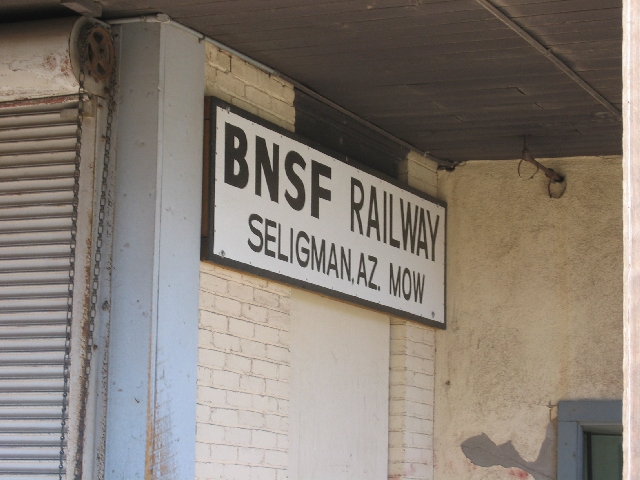 BNSF RAILWAY
SELIGMAN, AZ. MOW